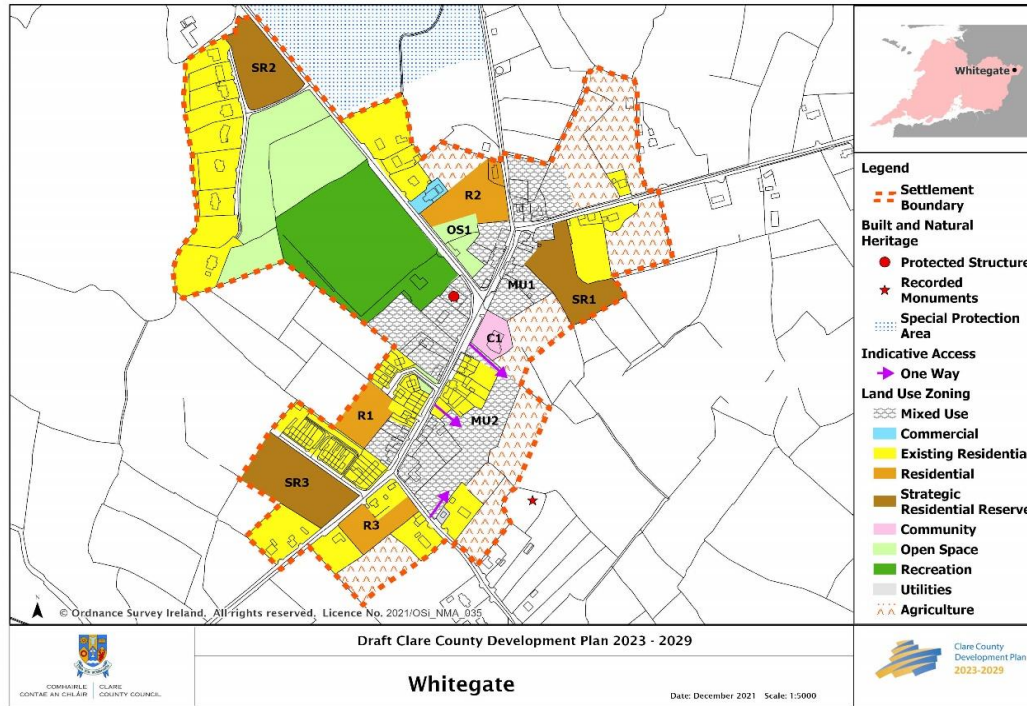 SR2
R2
OS1
MU1
SR1
C1
R1
MU2
SR3
R3
N
© Ordnance Survey Ireland. All rights reserved. Licence No. 2021/OSi_NMA_035
Whitegate
Legend
Settlement
Boundary
Built and Natural
Heritage
Protected Structure
Recorded
Monuments
Special Protection
Area
Indicative Access
One Way
Land Use Zoning
Mixed Use
Commercial
Existing Residential
Residential
Strategic
Residential Reserve
Community
Open Space
Recreation
Utilities
Agriculture
COMHAIRLE
CONTAE AN CHLÁIR
CLARE
COUNTY COUNCIL
Draft Clare County Development Plan 2023 - 2029
Whitegate
Date: December 2021 Scale: 1:5000
Clare County
Development Plan
2023-2029